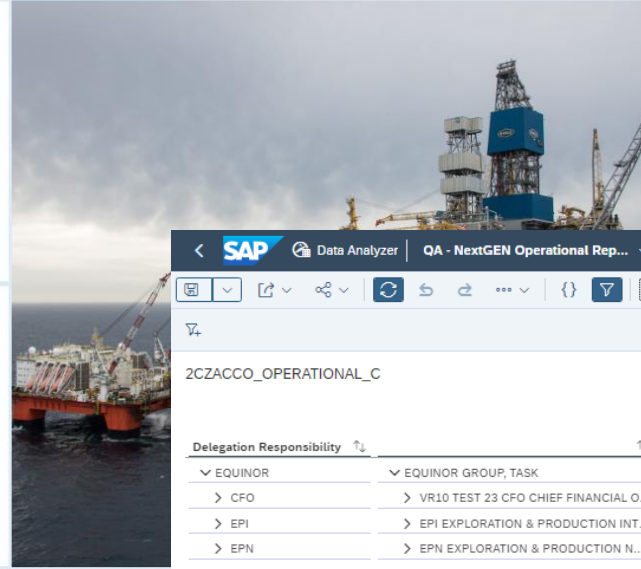 SAP Data Analyzer QA - NextGEN Operational Rep...
2CZACCO_OPERATIONAL_C
Delegation Responsibility
EQUINOR EQUINOR GROUP, TASK
CFO VR10 TEST 23 CFO CHIEF FINANCIAL O...
EPI EPI EXPLORATION & PRODUCTION INT...
EPN EPN EXPLORATION & PRODUCTION N...